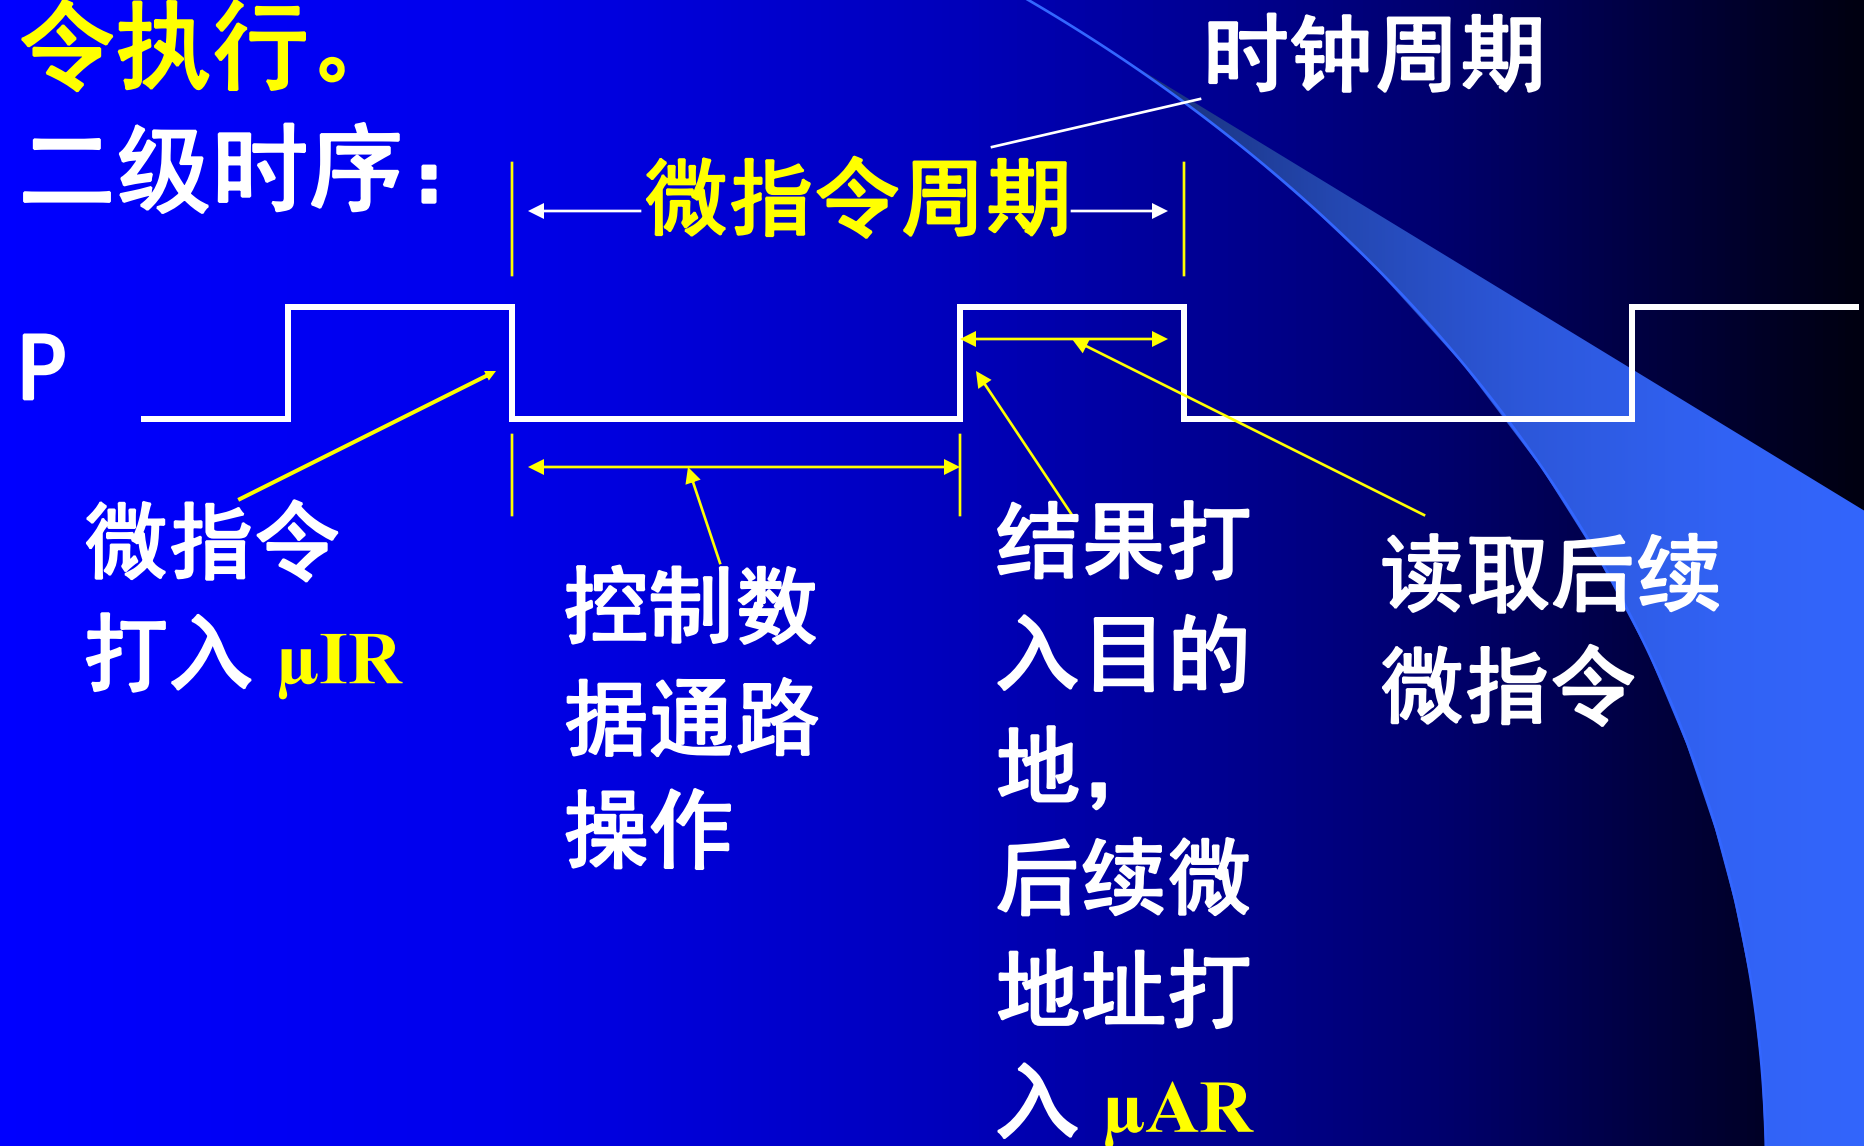 令执行。
时钟周期
二级时序：
微指令周期
P
微指令
打入 μIR
控制数
据通路
操作
结果打
入目的
地，
后续微
地址打
入 μAR
读取后续
微指令